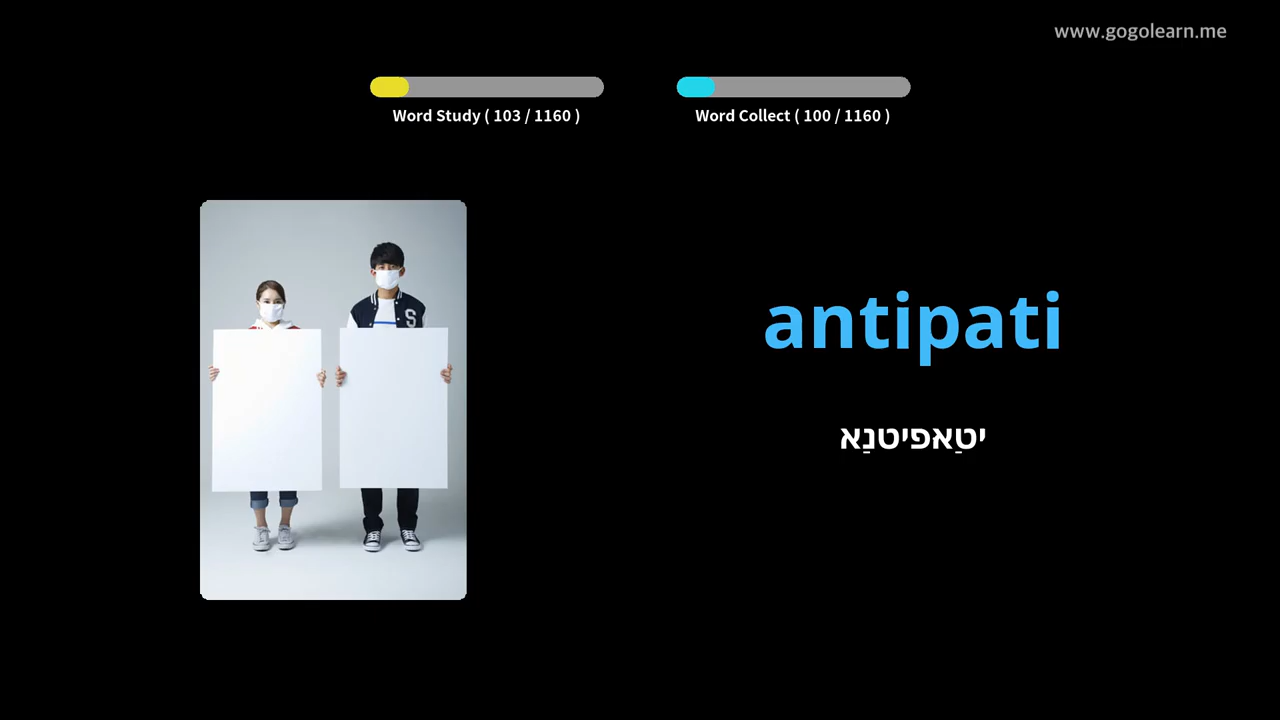 www.gogolearn.me
Word Study ( 103 / 1160 )
Word Collect ( 100 / 1160 )
S
antipati
יטַאפיטנַא